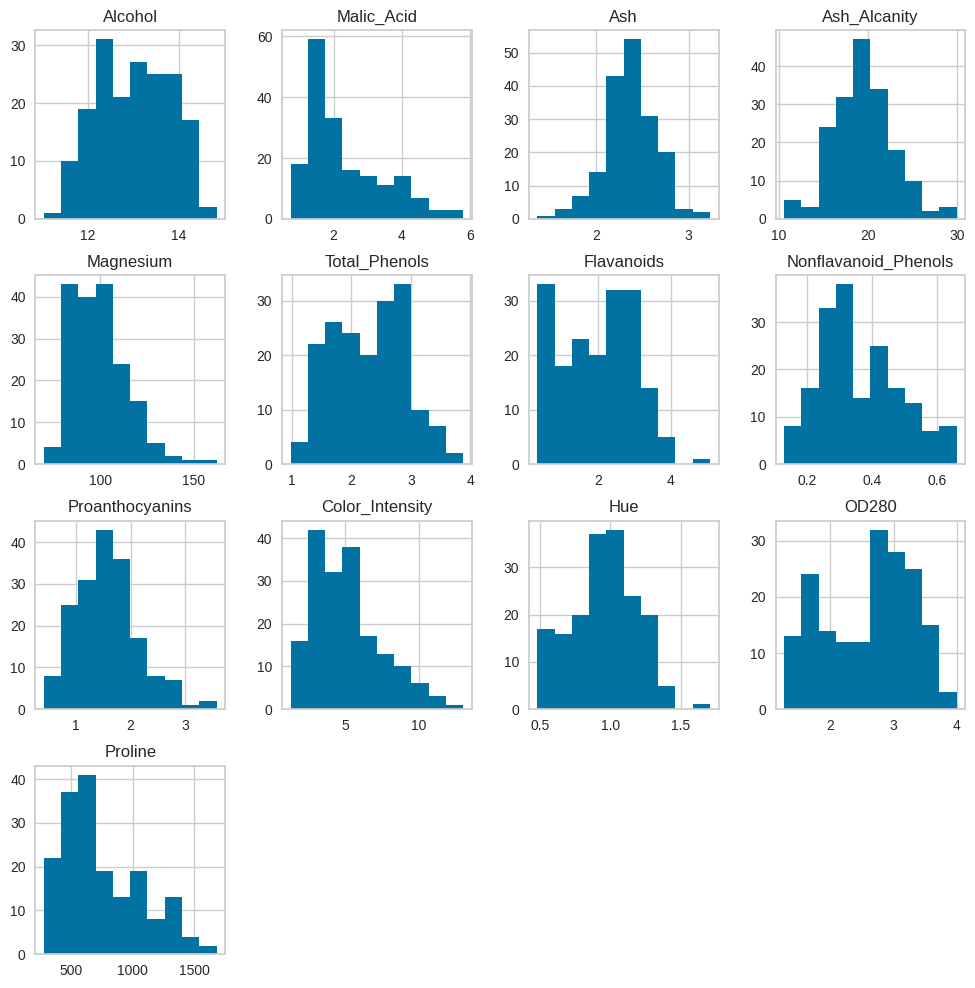 Alcohol Malic_Acid Ash Ash_Alcanity
30 60 50 40
20 40 40 30
10 20 30 20
0 0 20 10
10 0
0
12 14 2 4 6 2 3 10 20 30
Magnesium Total_Phenols Flavanoids Nonflavanoid_Phenols
40 30 30 30
30 20 20 20
20 10 10 10
10 0 0 0
0
100 150 1 2 3 4 2 4 0.2 0.4 0.6
Proanthocyanins Color_Intensity Hue OD280
40 40 30 30
30 30 20 20
20 20 10 10
10 10 0 0
0 0
1 2 3 5 10 0.5 1.0 1.5 2 3 4
Proline
40
30
20
10
0
500 1000 1500